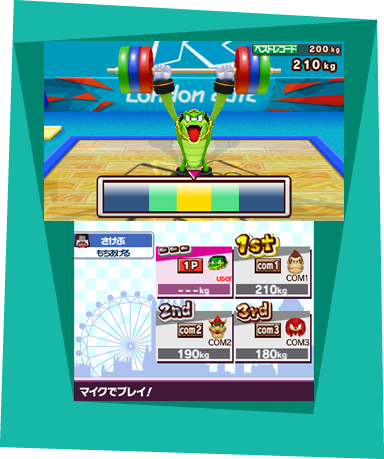 ベストレコード 200kg
210kg
London 2012
さけぶ
もちあげる
1P
user
---kg
1st
com1
COM1
210kg
2nd
com2
COM2
190kg
3rd
com3
COM3
180kg
マイクでプレイ!